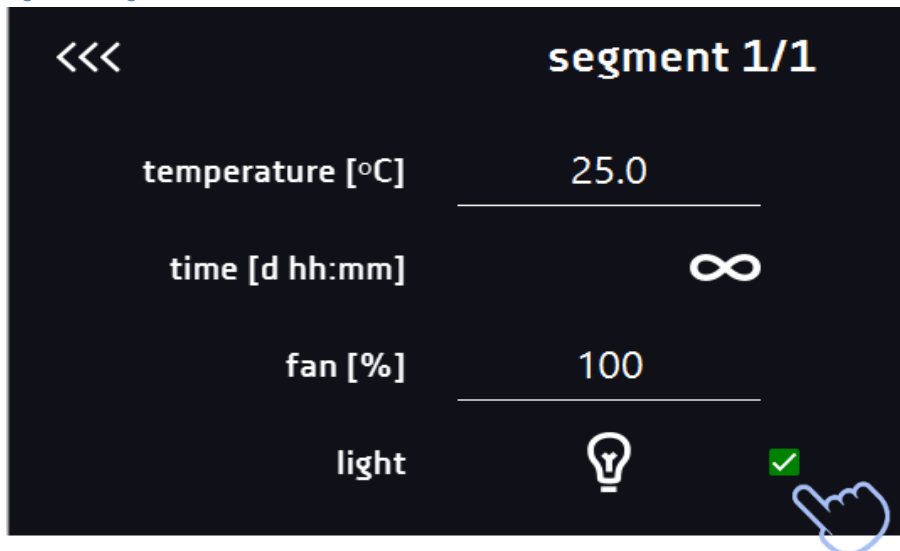 <<< segment 1/1
temperature [°C] 25.0
time [d hh:mm] ∞
fan [%] 100
light